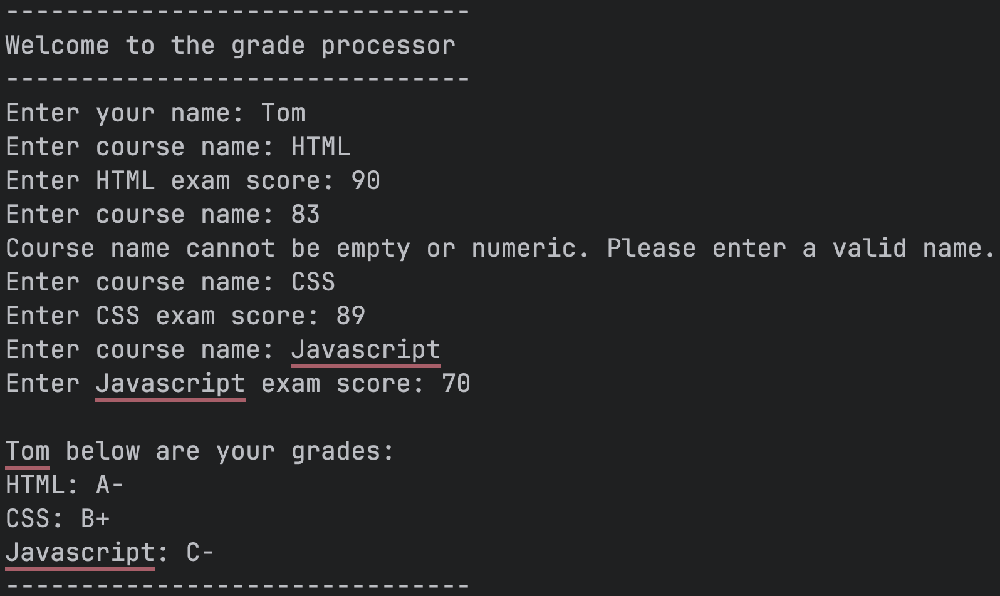 -------------------------------
Welcome to the grade processor
-------------------------------
Enter your name: Tom
Enter course name: HTML
Enter HTML exam score: 90
Enter course name: 83
Course name cannot be empty or numeric. Please enter a valid name.
Enter course name: CSS
Enter CSS exam score: 89
Enter course name: Javascript
Enter Javascript exam score: 70
Tom below are your grades:
HTML: A-
CSS: B+
Javascript: C-
-------------------------------